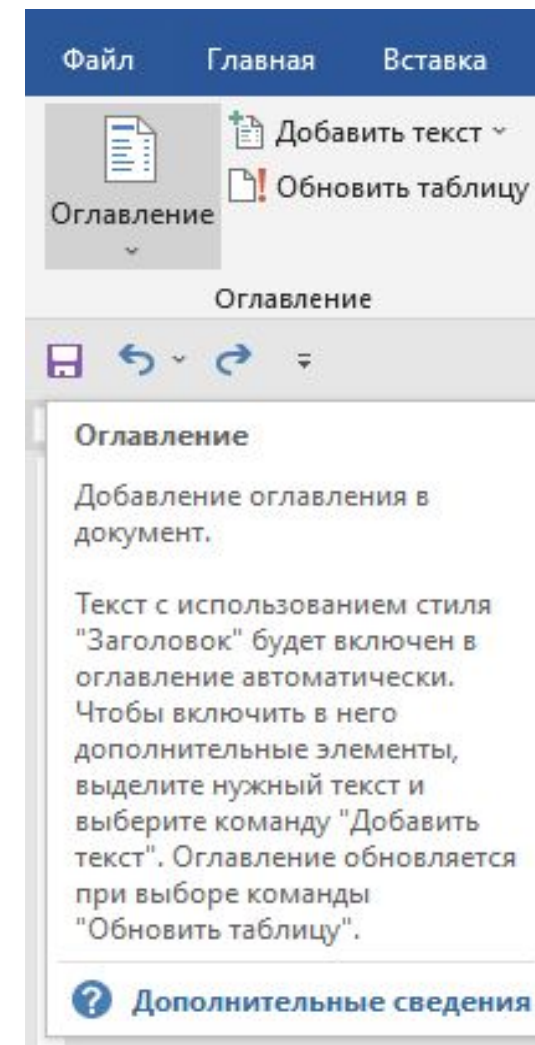 Файл Главная Вставка
Добавить текст
Обновить таблицу
Оглавление
Оглавление
Оглавление
Добавление оглавления в
документ.
Текст с использованием стиля
"Заголовок" будет включен в
оглавление автоматически.
Чтобы включить в него
дополнительные элементы,
выделите нужный текст и
выберите команду "Добавить
текст". Оглавление обновляется
при выборе команды
"Обновить таблицу".
Дополнительные сведения